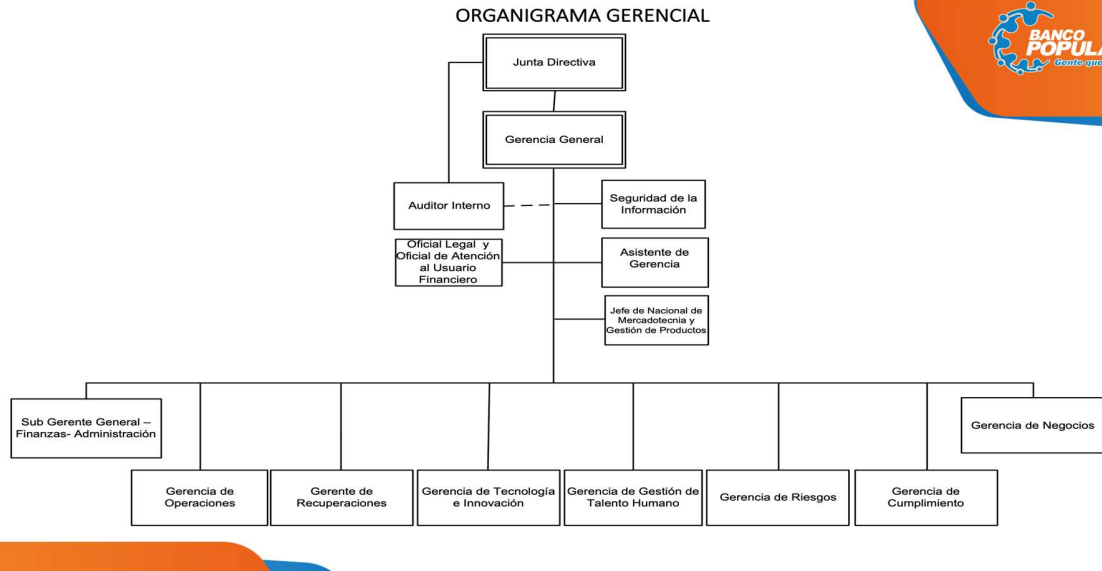 ORGANIGRAMA GERENCIAL
BANCO
POPULA
Gente que
Junta Directiva
Gerencia General
Auditor Interno
Seguridad de la
Información
Oficial Legal y
Oficial de Atención
al Usuario
Financiero
Asistente de
Gerencia
Jefe de Nacional de
Mercadotecnia y
Gestión de Productos
Sub Gerente General –
Finanzas- Administración
Gerencia de Negocios
Gerencia de
Operaciones
Gerente de
Recuperaciones
Gerencia de Tecnología
e Innovación
Gerencia de Gestión de
Talento Humano
Gerencia de Riesgos
Gerencia de
Cumplimiento